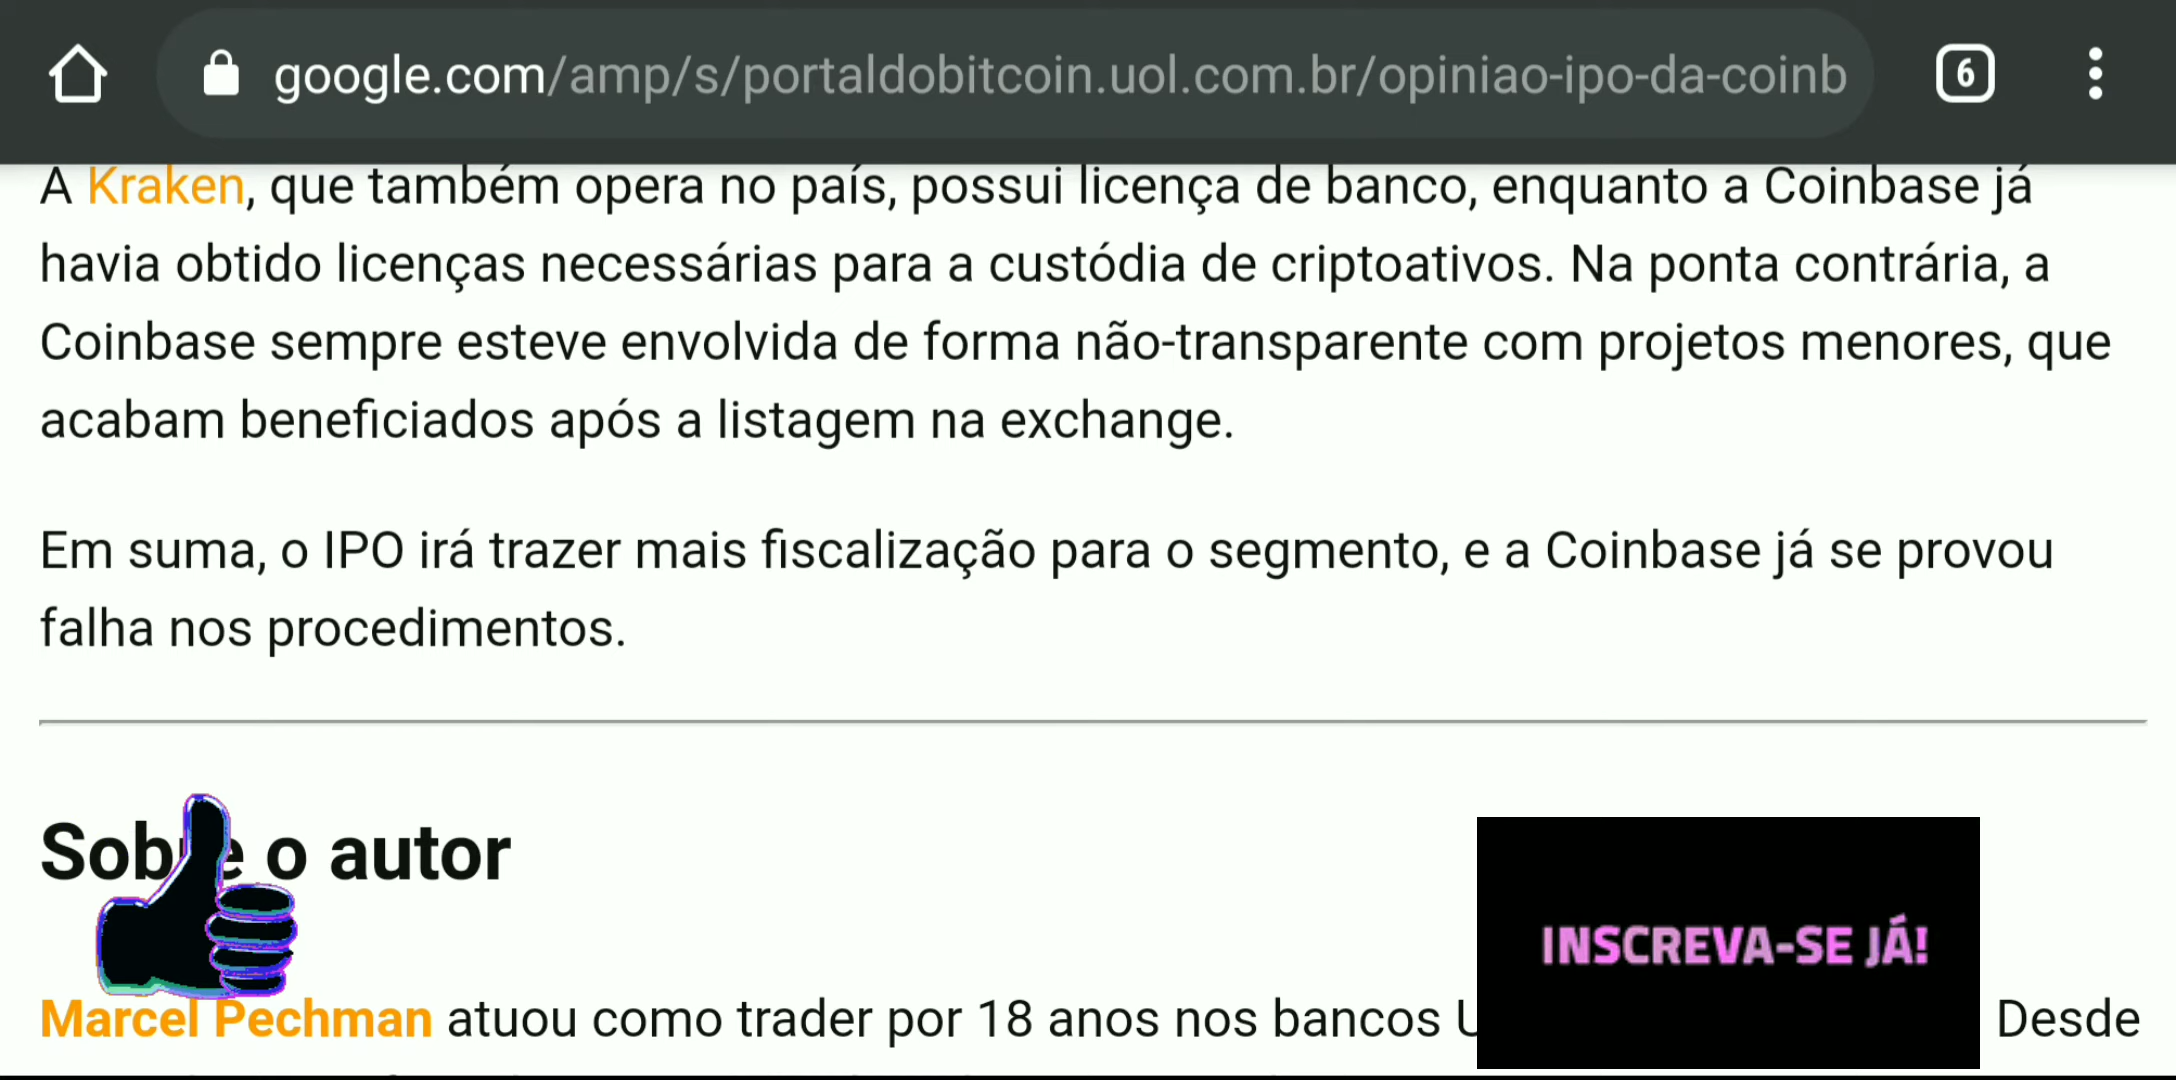 google.com/amp/s/portaldobitcoin.uol.com.br/opiniao-ipo-da-coinb
6
A Kraken, que também opera no país, possui licença de banco, enquanto a Coinbase já
havia obtido licenças necessárias para a custódia de criptoativos. Na ponta contrária, a
Coinbase sempre esteve envolvida de forma não-transparente com projetos menores, que
acabam beneficiados após a listagem na exchange.
Em suma, o IPO irá trazer mais fiscalização para o segmento, e a Coinbase já se provou
falha nos procedimentos.
Sobre o autor
INSCREVA-SE JÁ!
Marcel Pechman atuou como trader por 18 anos nos bancos Desde